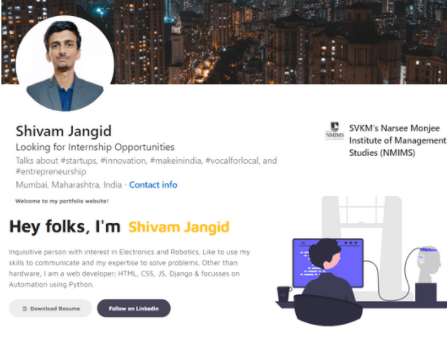 Shivam Jangid
Looking for Internship Opportunities
Talks about #startups, #innovation, #makeinindia, #vocalforlocal, and
#entrepreneurship
Mumbai, Maharashtra, India · Contact info
NMIMS
SVKM's Narsee Monjee
Institute of Management
Studies (NMIMS)
Welcome to my portfolio website!
Hey folks, I'm Shivam Jangid
Inquisitive person with interest in Electronics and Robotics. Like to use my
skills to communicate and my expertise to solve problems. Other than
hardware, I am a web developer; HTML, CSS, JS, Django & focusses on
Automation using Python.
Download Resume
Follow on Linkedin